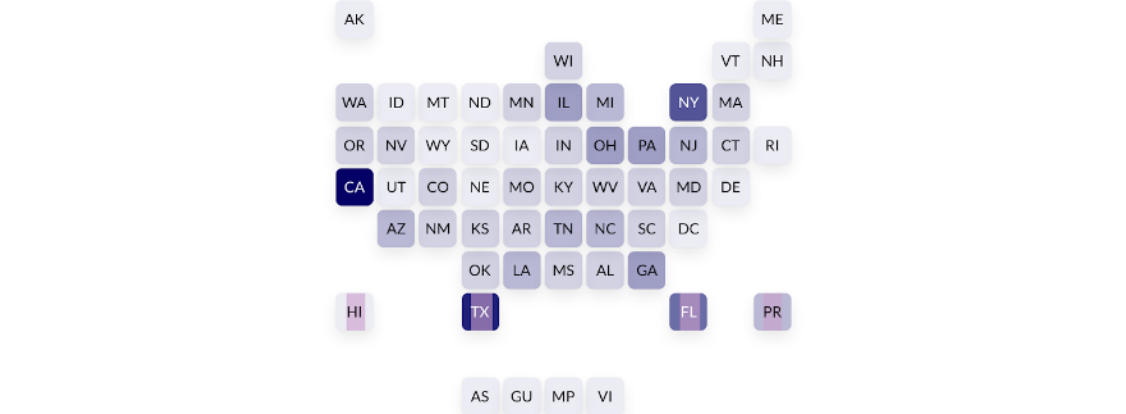 AK ME
WI VT NH
WA ID MT ND MN IL MI NY MA
OR NV WY SD IA IN OH PA NJ CT RI
CA UT CO NE MO KY WV VA MD DE
AZ NM KS AR TN NC SC DC
OK LA MS AL GA
HI TX FL PR
AS GU MP VI